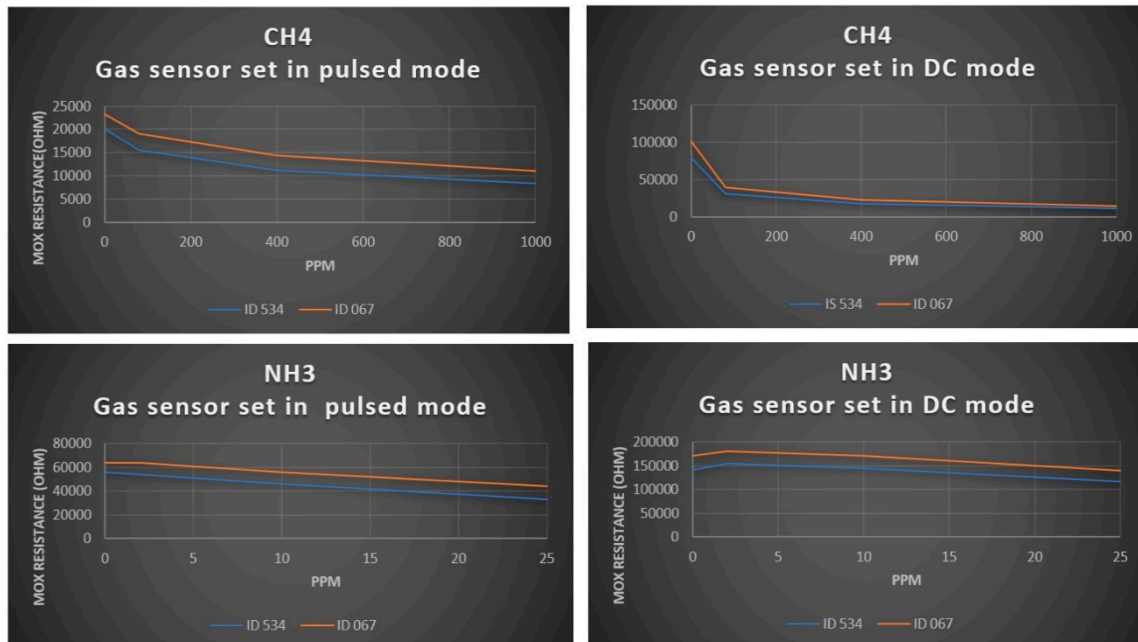 CH4
Gas sensor set in pulsed mode
MOX RESISTANCE(OHM)
25000
20000
15000
10000
5000
0
0 200 400 600 800 1000
PPM
ID 534 ID 067
CH4
Gas sensor set in DC mode
150000
100000
50000
0
0 200 400 600 800 1000
PPM
IS 534 ID 067
NH3
Gas sensor set in pulsed mode
MOX RESISTANCE (OHM)
80000
60000
40000
20000
0
0 5 10 15 20 25
PPM
ID 534 ID 067
NH3
Gas sensor set in DC mode
MOX RESISTANCE (OHM)
200000
150000
100000
50000
0
0 5 10 15 20 25
PPM
ID 534 ID 067